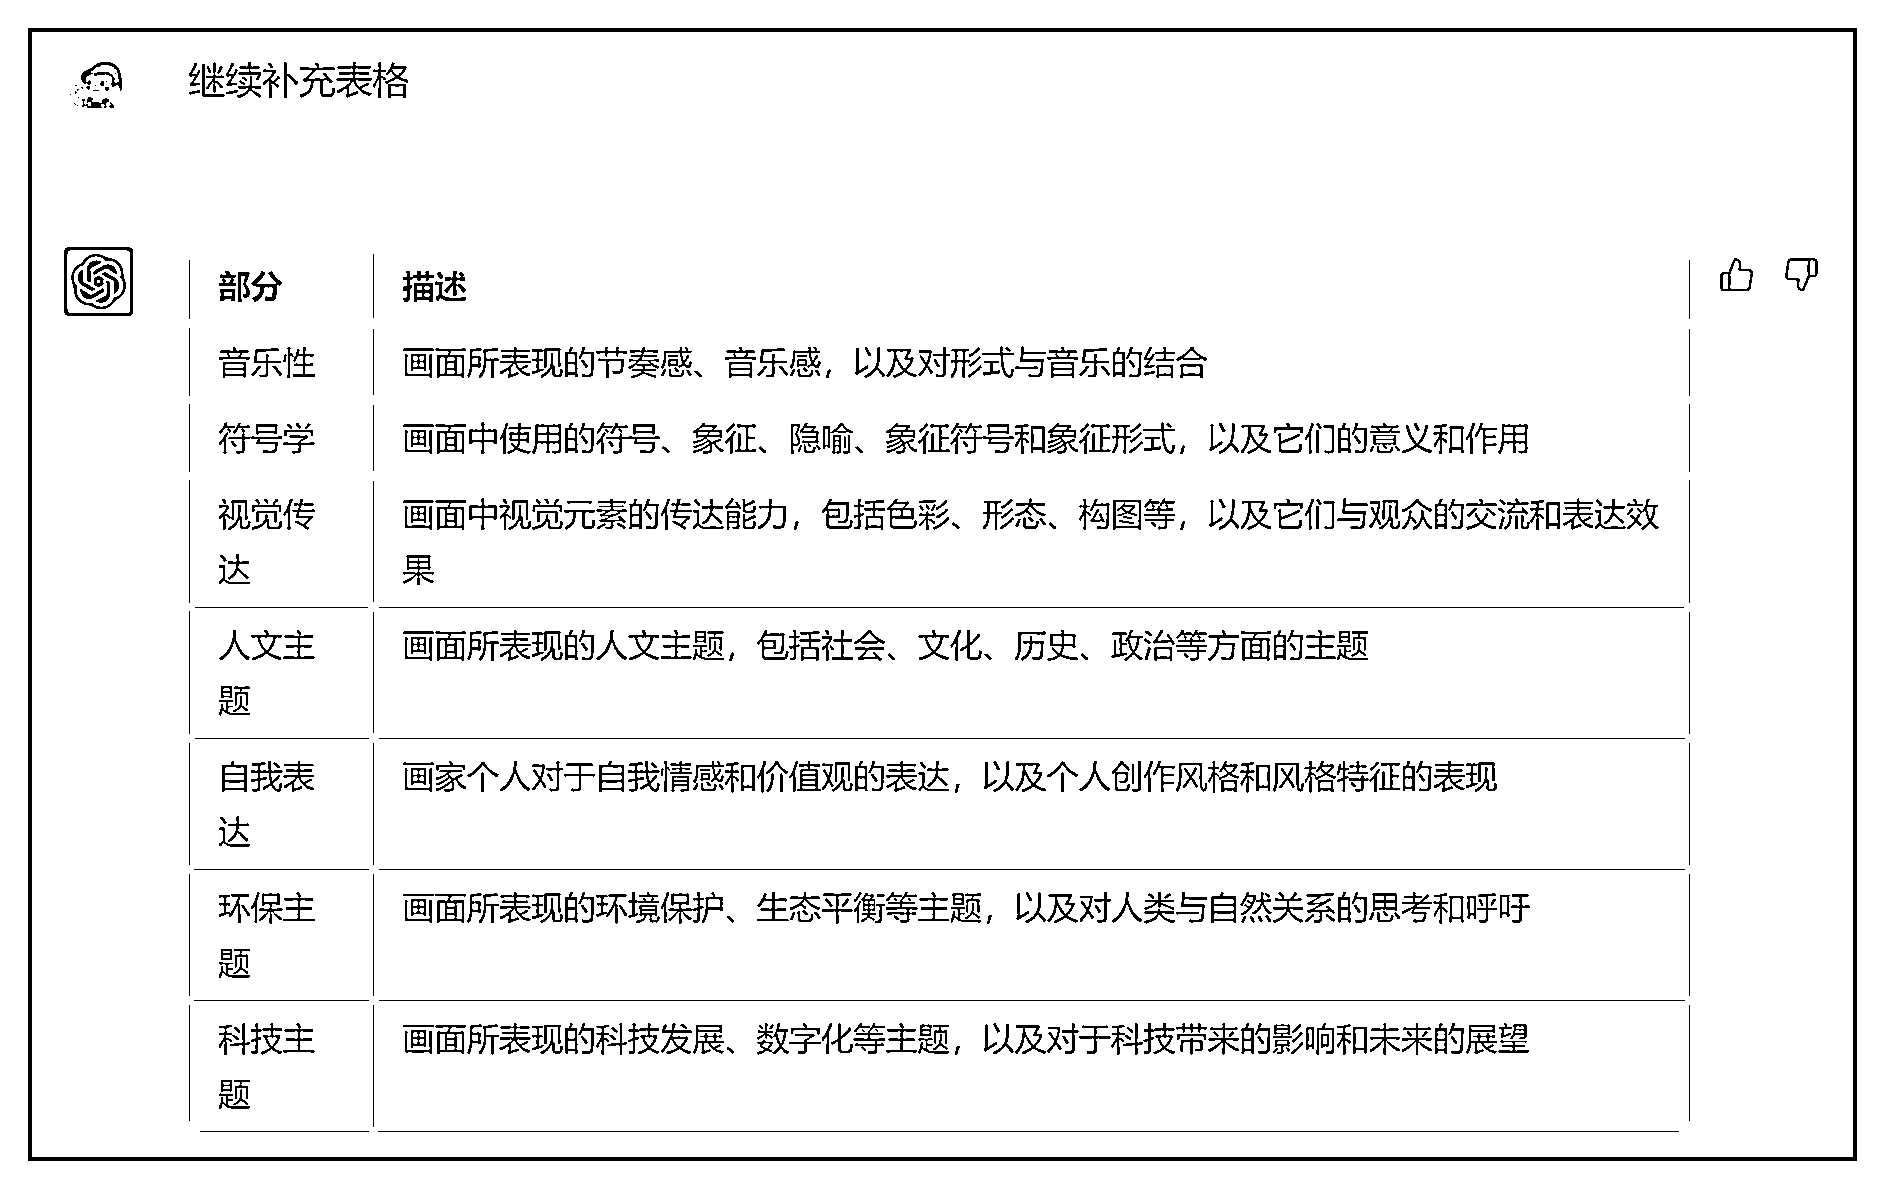 继续补充表格
部分 描述
音乐性 画面所表现的节奏感、音乐感，以及对形式与音乐的结合
符号学 画面中使用的符号、象征、隐喻、象征符号和象征形式，以及它们的意义和作用
视觉传 画面中视觉元素的传达能力，包括色彩、形态、构图等，以及它们与观众的交流和表达效
达 果
人文主 画面所表现的人文主题，包括社会、文化、历史、政治等方面的主题
题
自我表 画家个人对于自我情感和价值观的表达，以及个人创作风格和风格特征的表现
达
环保主 画面所表现的环境保护、生态平衡等主题，以及对人类与自然关系的思考和呼吁
题
科技主 画面所表现的科技发展、数字化等主题，以及对于科技带来的影响和未来的展望
题